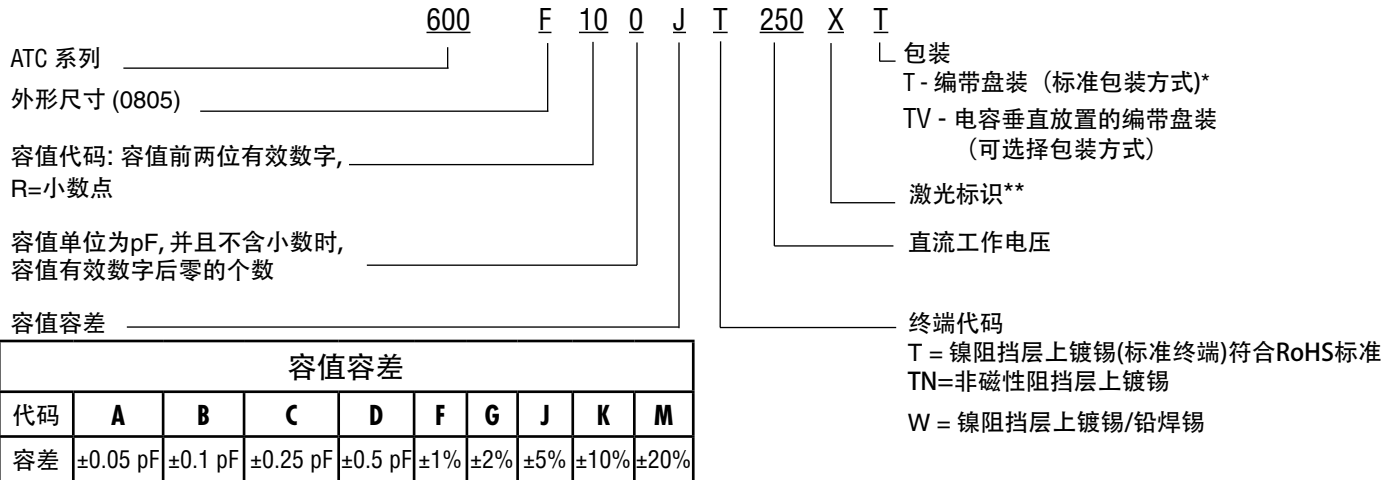 600 F 10 0 J T 250 X T
ATC 系列
外形尺寸 (0805)
容值代码: 容值前两位有效数字,
R=小数点
容值单位为pF, 并且不含小数时,
容值有效数字后零的个数
容值容差
包装
T - 编带盘装（标准包装方式)*
TV - 电容垂直放置的编带盘装
（可选择包装方式）
激光标识**
直流工作电压
终端代码
T = 镍阻挡层上镀锡(标准终端)符合RoHS标准
TN=非磁性阻挡层上镀锡
W = 镍阻挡层上镀锡/铅焊锡
容值容差
代码 A B C D F G J K M
容差 ±0.05 pF ±0.1 pF ±0.25 pF ±0.5 pF ±1% ±2% ±5% ±10% ±20%